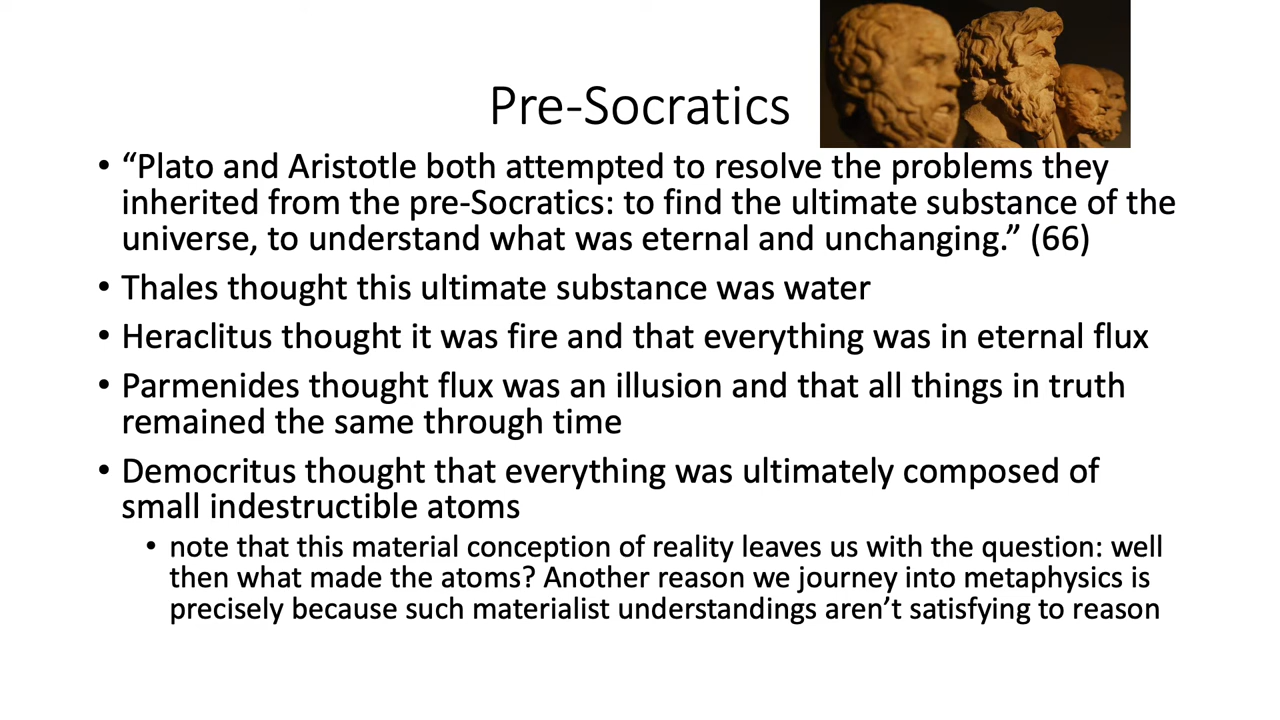 Pre-Socratics
• “Plato and Aristotle both attempted to resolve the problems they
inherited from the pre-Socratics: to find the ultimate substance of the
universe, to understand what was eternal and unchanging.” (66)
• Thales thought this ultimate substance was water
• Heraclitus thought it was fire and that everything was in eternal flux
• Parmenides thought flux was an illusion and that all things in truth
remained the same through time
• Democritus thought that everything was ultimately composed of
small indestructible atoms
• note that this material conception of reality leaves us with the question: well
then what made the atoms? Another reason we journey into metaphysics is
precisely because such materialist understandings aren’t satisfying to reason